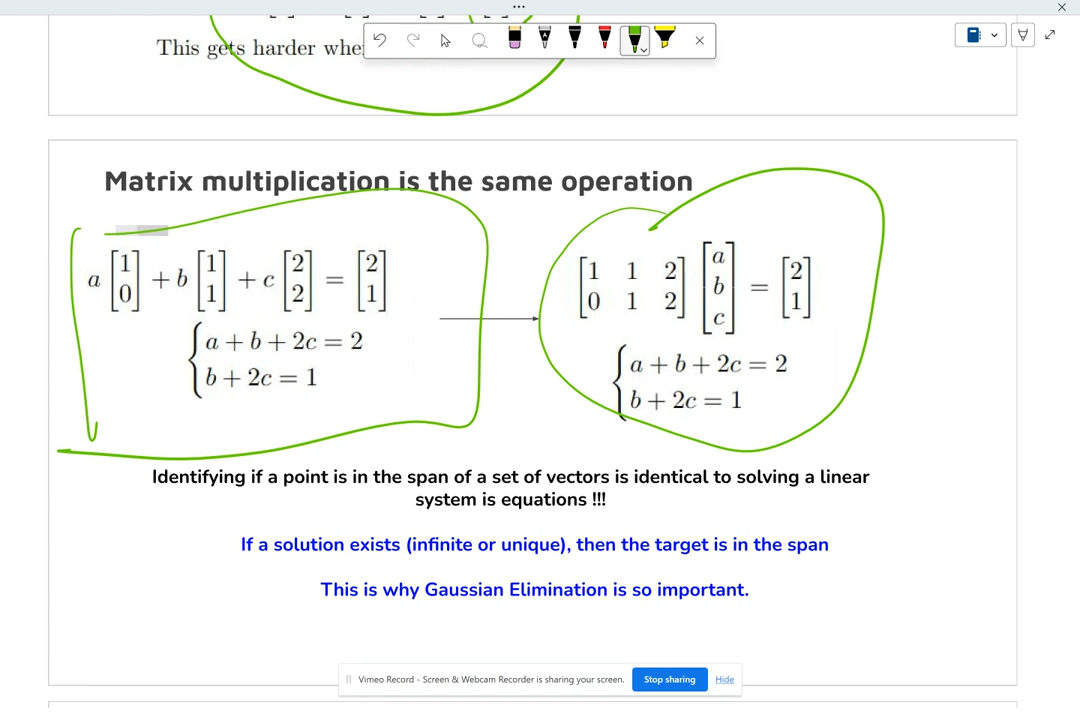 This gets harder whe
Matrix multiplication is the same operation
a [1 0] + b [1 1] + c [2 2] = [2 1]
{ a + b + 2c = 2
b + 2c = 1
[1 1 2
0 1 2] [a b c] = [2 1]
{ a + b + 2c = 2
b + 2c = 1
Identifying if a point is in the span of a set of vectors is identical to solving a linear
system is equations !!!
If a solution exists (infinite or unique), then the target is in the span
This is why Gaussian Elimination is so important.
Vimeo Record - Screen & Webcam Recorder is sharing your screen. Stop sharing Hide